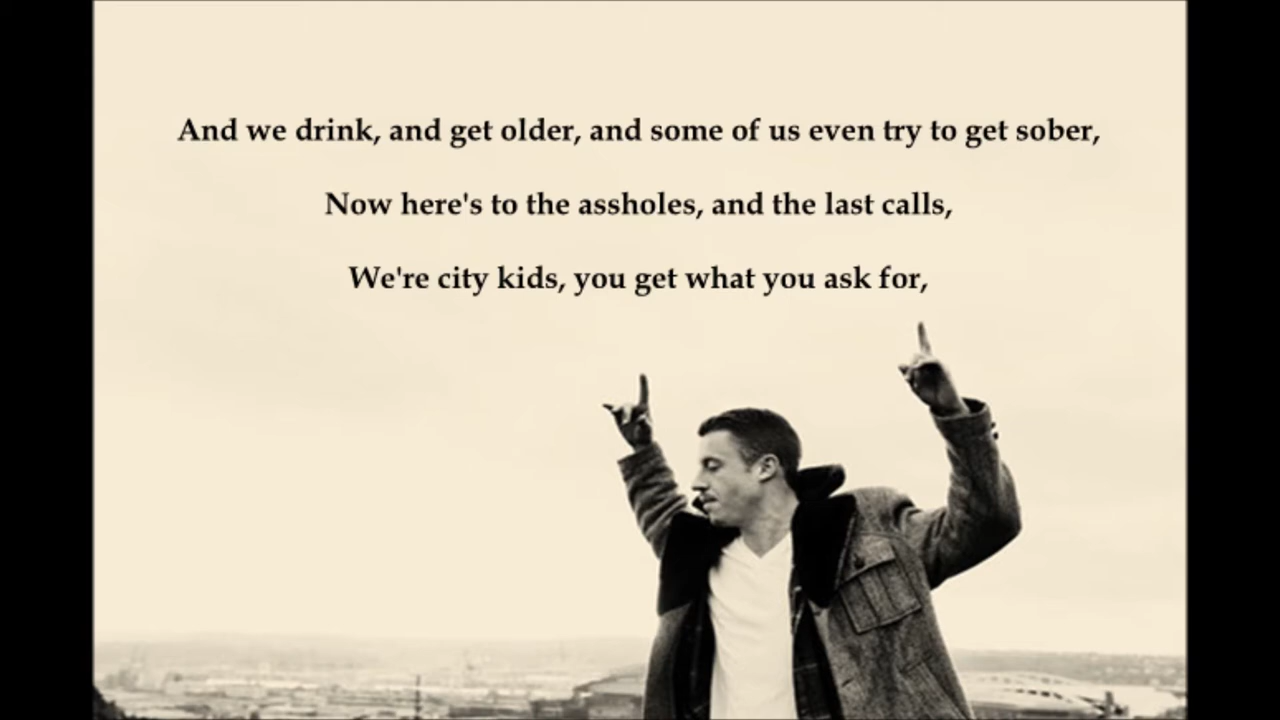 And we drink, and get older, and some of us even try to get sober,
Now here's to the assholes, and the last calls,
We're city kids, you get what you ask for,